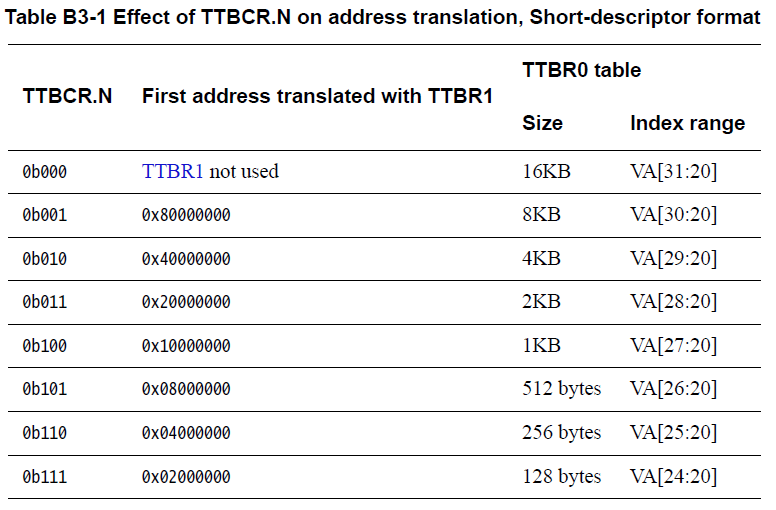 Table B3-1 Effect of TTBCR.N on address translation, Short-descriptor format
TTBR0 table
TTBCR.N First address translated with TTBR1
Size Index range
0b000 TTBR1 not used 16KB VA[31:20]
0b001 0x80000000 8KB VA[30:20]
0b010 0x40000000 4KB VA[29:20]
0b011 0x20000000 2KB VA[28:20]
0b100 0x10000000 1KB VA[27:20]
0b101 0x08000000 512 bytes VA[26:20]
0b110 0x04000000 256 bytes VA[25:20]
0b111 0x02000000 128 bytes VA[24:20]